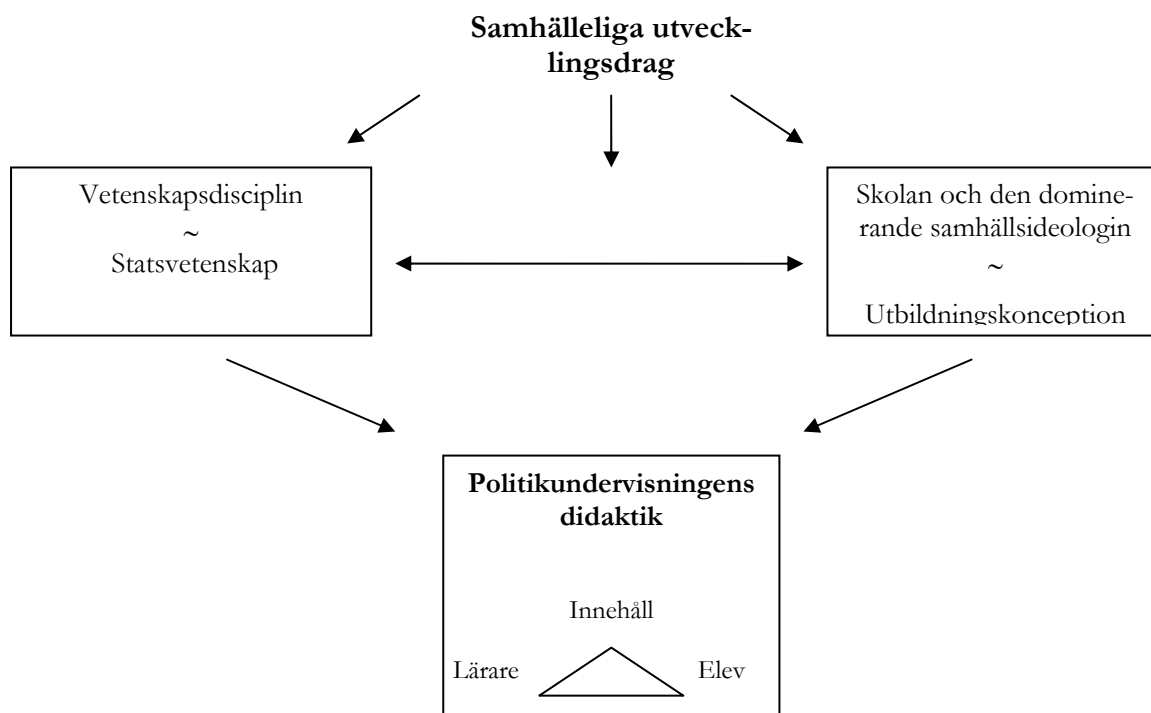 Samhälleliga utveck-
lingsdrag
Vetenskapsdisciplin
~
Statsvetenskap
Skolan och den domine-
rande samhällsideologin
~
Utbildningskonception
Politikundervisningens
didaktik
Innehåll
Lärare
Elev